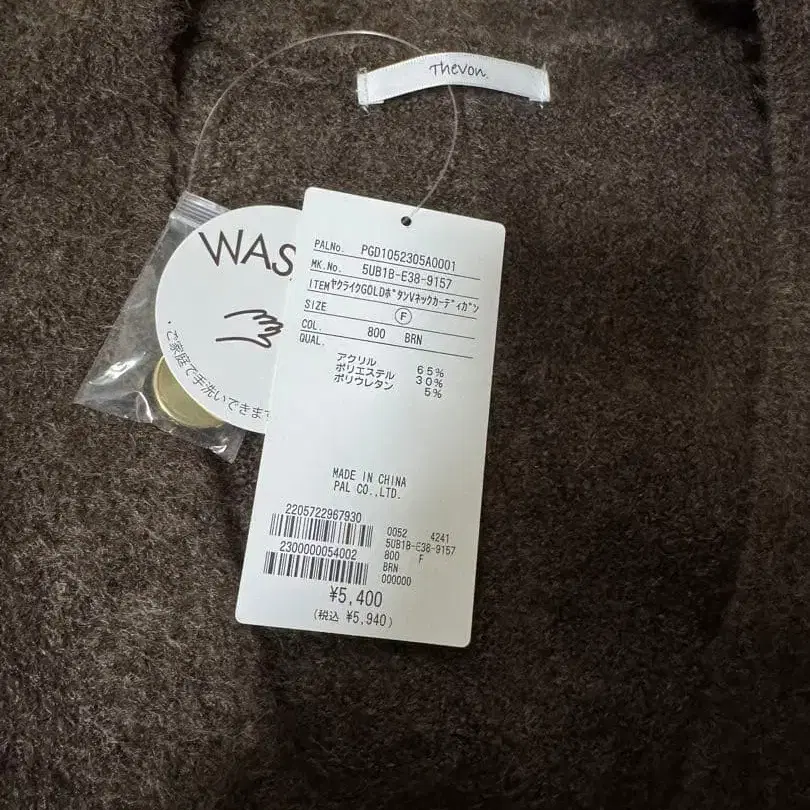 Thevon.
WAS
・ご家庭で手洗いできます
PALNo. PGD1052305A0001
MK.No. 5UB1B-E38-9157
ITEM ヤクライクGOLDボタンVネックカーディガン
SIZE F
COL. 800 BRN
QUAL.
アクリル 65%
ポリエステル 30%
ポリウレタン 5%
MADE IN CHINA
PAL CO.,LTD.
2205722967930
2300000054002
0052 4241
5UB1B-E38-9157
800 F
BRN
000000
¥5,400
(税込 ¥5,940)